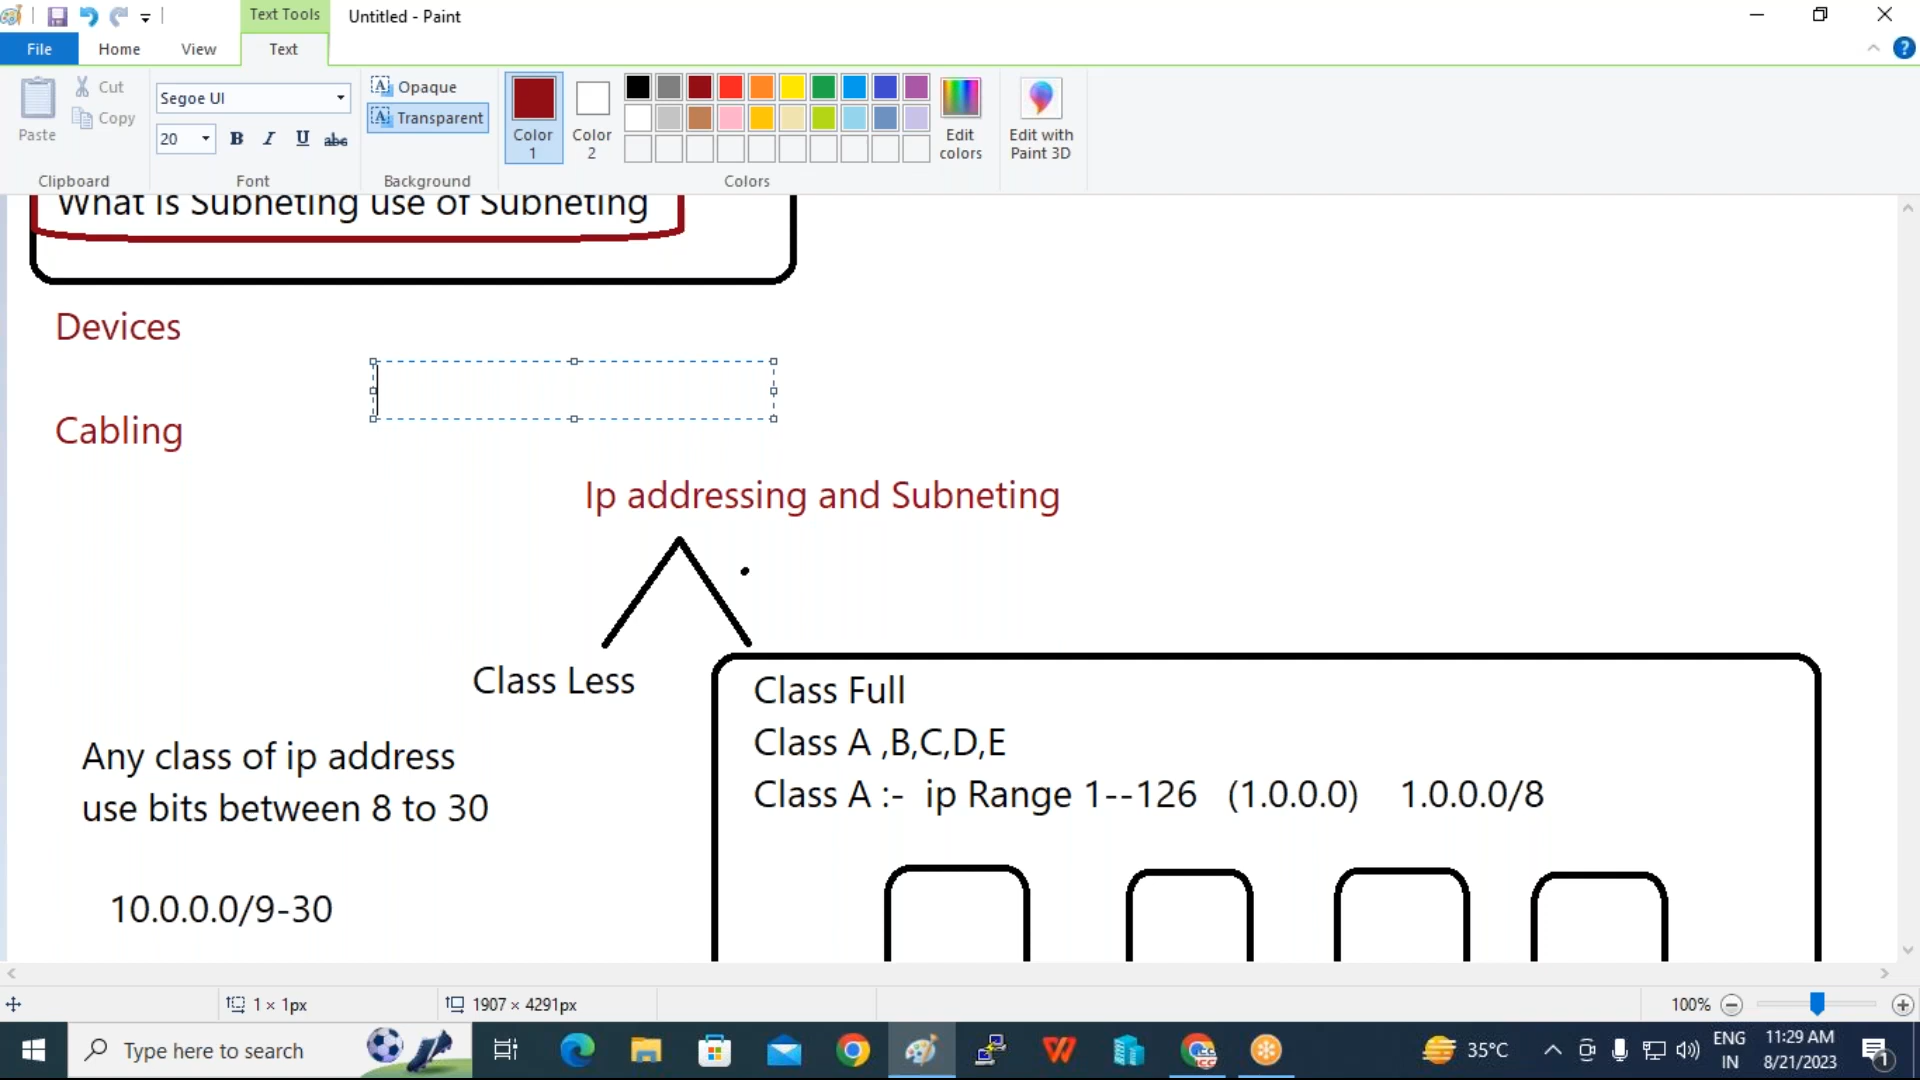 Text Tools
Untitled - Paint
File
Home
View
Text
Paste
Cut
Copy
Clipboard
Segoe UI
20
B I U abc
Font
Opaque
Transparent
Background
Color 1
Color 2
Colors
Edit colors
Edit with Paint 3D
What is Subneting use of Subneting
Devices
Cabling
Ip addressing and Subneting
Class Less
Any class of ip address
use bits between 8 to 30
10.0.0.0/9-30
Class Full
Class A ,B,C,D,E
Class A :- ip Range 1--126 (1.0.0.0) 1.0.0.0/8
1 × 1px
1907 × 4291px
100%
Type here to search
35°C
ENG
IN
11:29 AM
8/21/2023
1